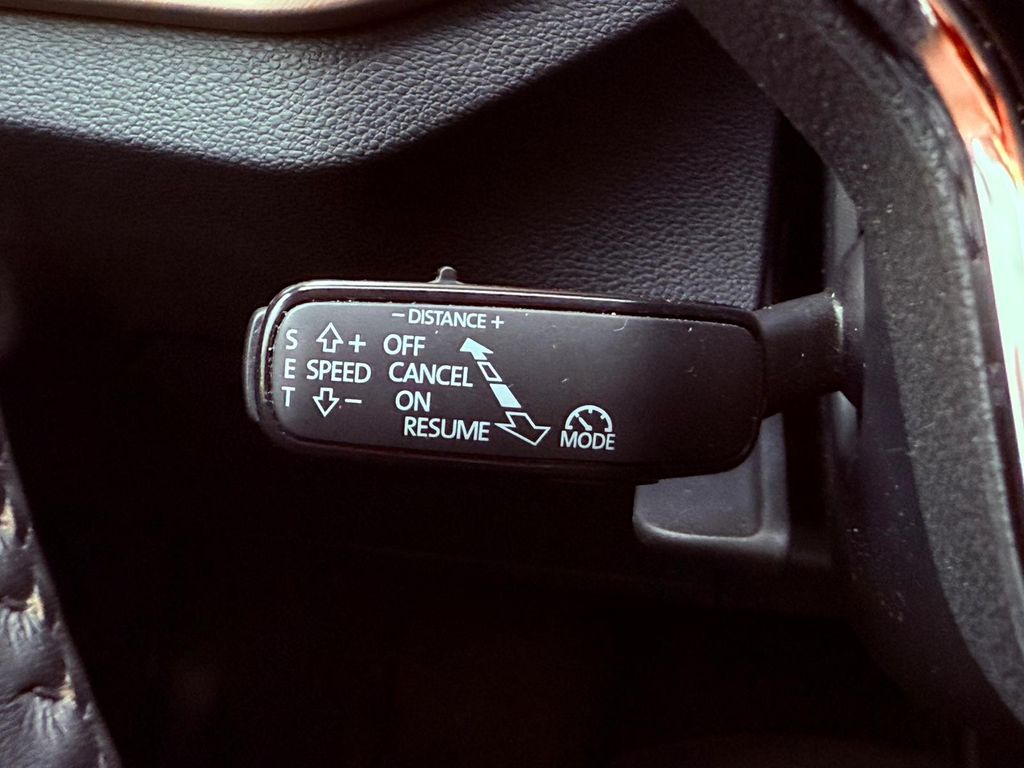 − DISTANCE +
S + OFF
E SPEED CANCEL
T − ON
RESUME
MODE